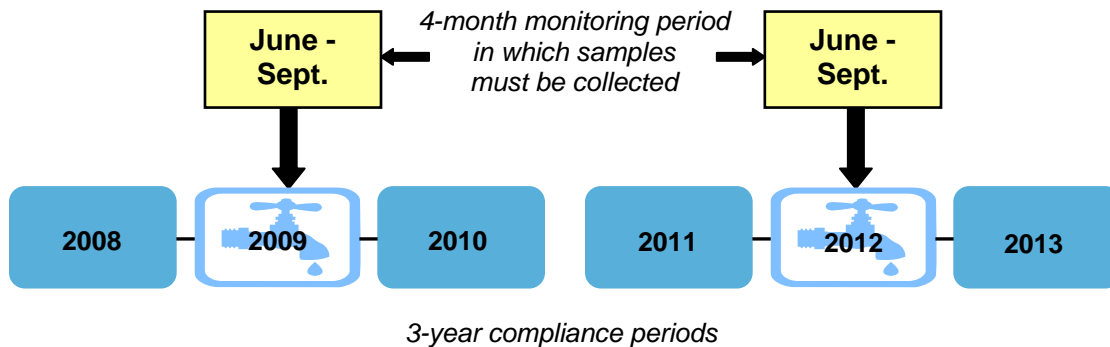 June -
Sept.
4-month monitoring period
in which samples
must be collected
June -
Sept.
2008
2009
2010
2011
2012
2013
3-year compliance periods